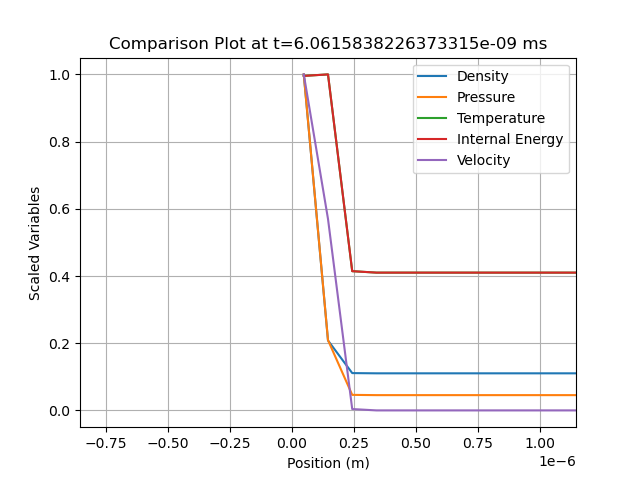 Comparison Plot at t=6.0615838226373315e-09 ms
Density
Pressure
Temperature
Internal Energy
Velocity
Scaled Variables
1.0
0.8
0.6
0.4
0.2
0.0
−0.75 −0.50 −0.25 0.00 0.25 0.50 0.75 1.00
1e−6
Position (m)